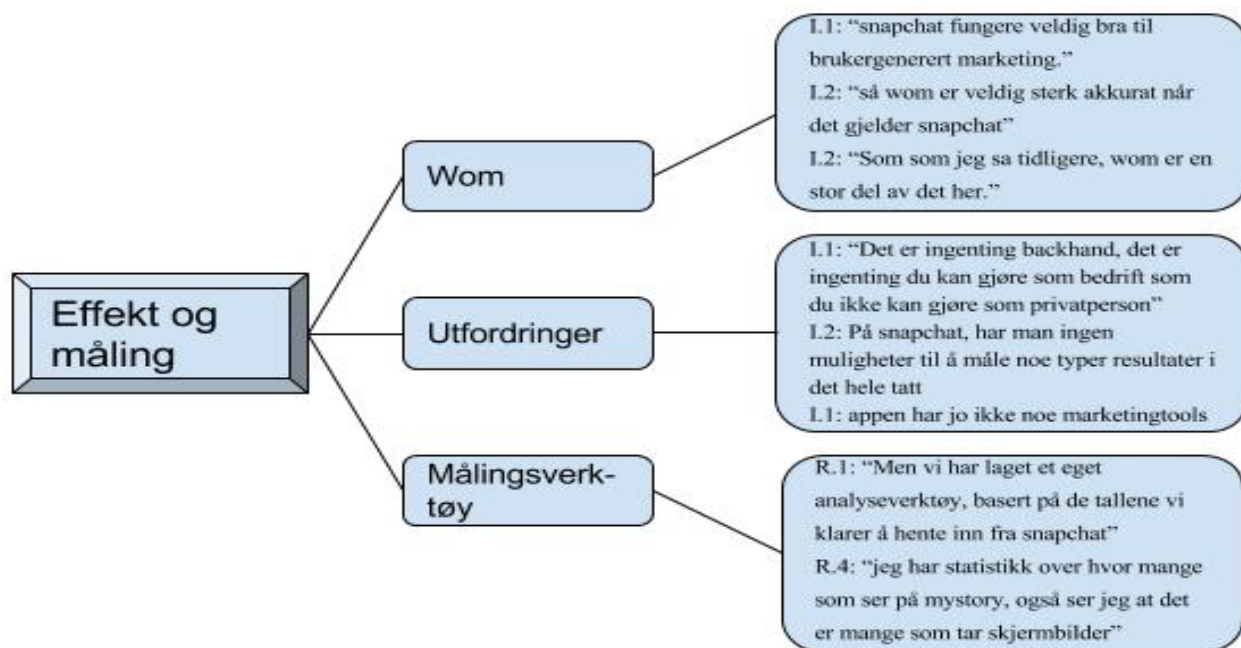 Effekt og
måling
Wom
I.1: “snapchat fungere veldig bra til
brukergenerert marketing.”
I.2: “så wom er veldig sterk akkurat når
det gjelder snapchat”
I.2: “Som som jeg sa tidligere, wom er en
stor del av det her.”
Utfordringer
I.1: “Det er ingenting backhand, det er
ingenting du kan gjøre som bedrift som
du ikke kan gjøre som privatperson”
I.2: På snapchat, har man ingen
muligheter til å måle noe typer resultater i
det hele tatt
I.1: appen har jo ikke noe marketingtools
Målingsverk-
tøy
R.1: “Men vi har laget et eget
analyseverktøy, basert på de tallene vi
klarer å hente inn fra snapchat”
R.4: “jeg har statistikk over hvor mange
som ser på mystory, også ser jeg at det
er mange som tar skjermbilder”